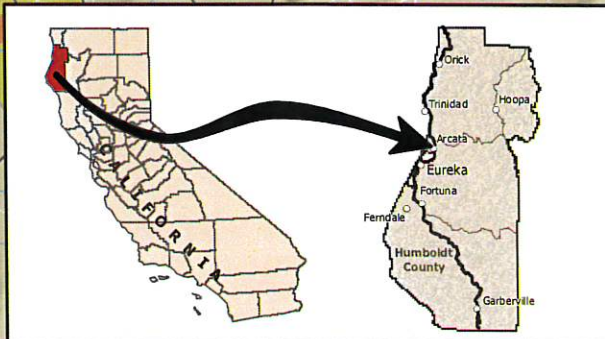 CALIFORNIA
Orick
Hoopa
Trinidad
Arcata
Eureka
Fortuna
Ferndale
Humboldt
County
Garberville